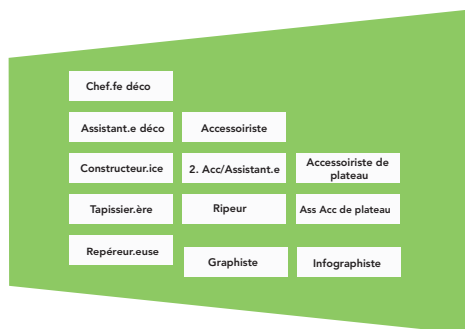 Chef.fe déco
Assistant.e déco
Accessoiriste
Constructeur.ice
2. Acc/Assistant.e
Accessoiriste de
plateau
Tapissier.ère
Ripeur
Ass Acc de plateau
Repéreur.euse
Graphiste
Infographiste